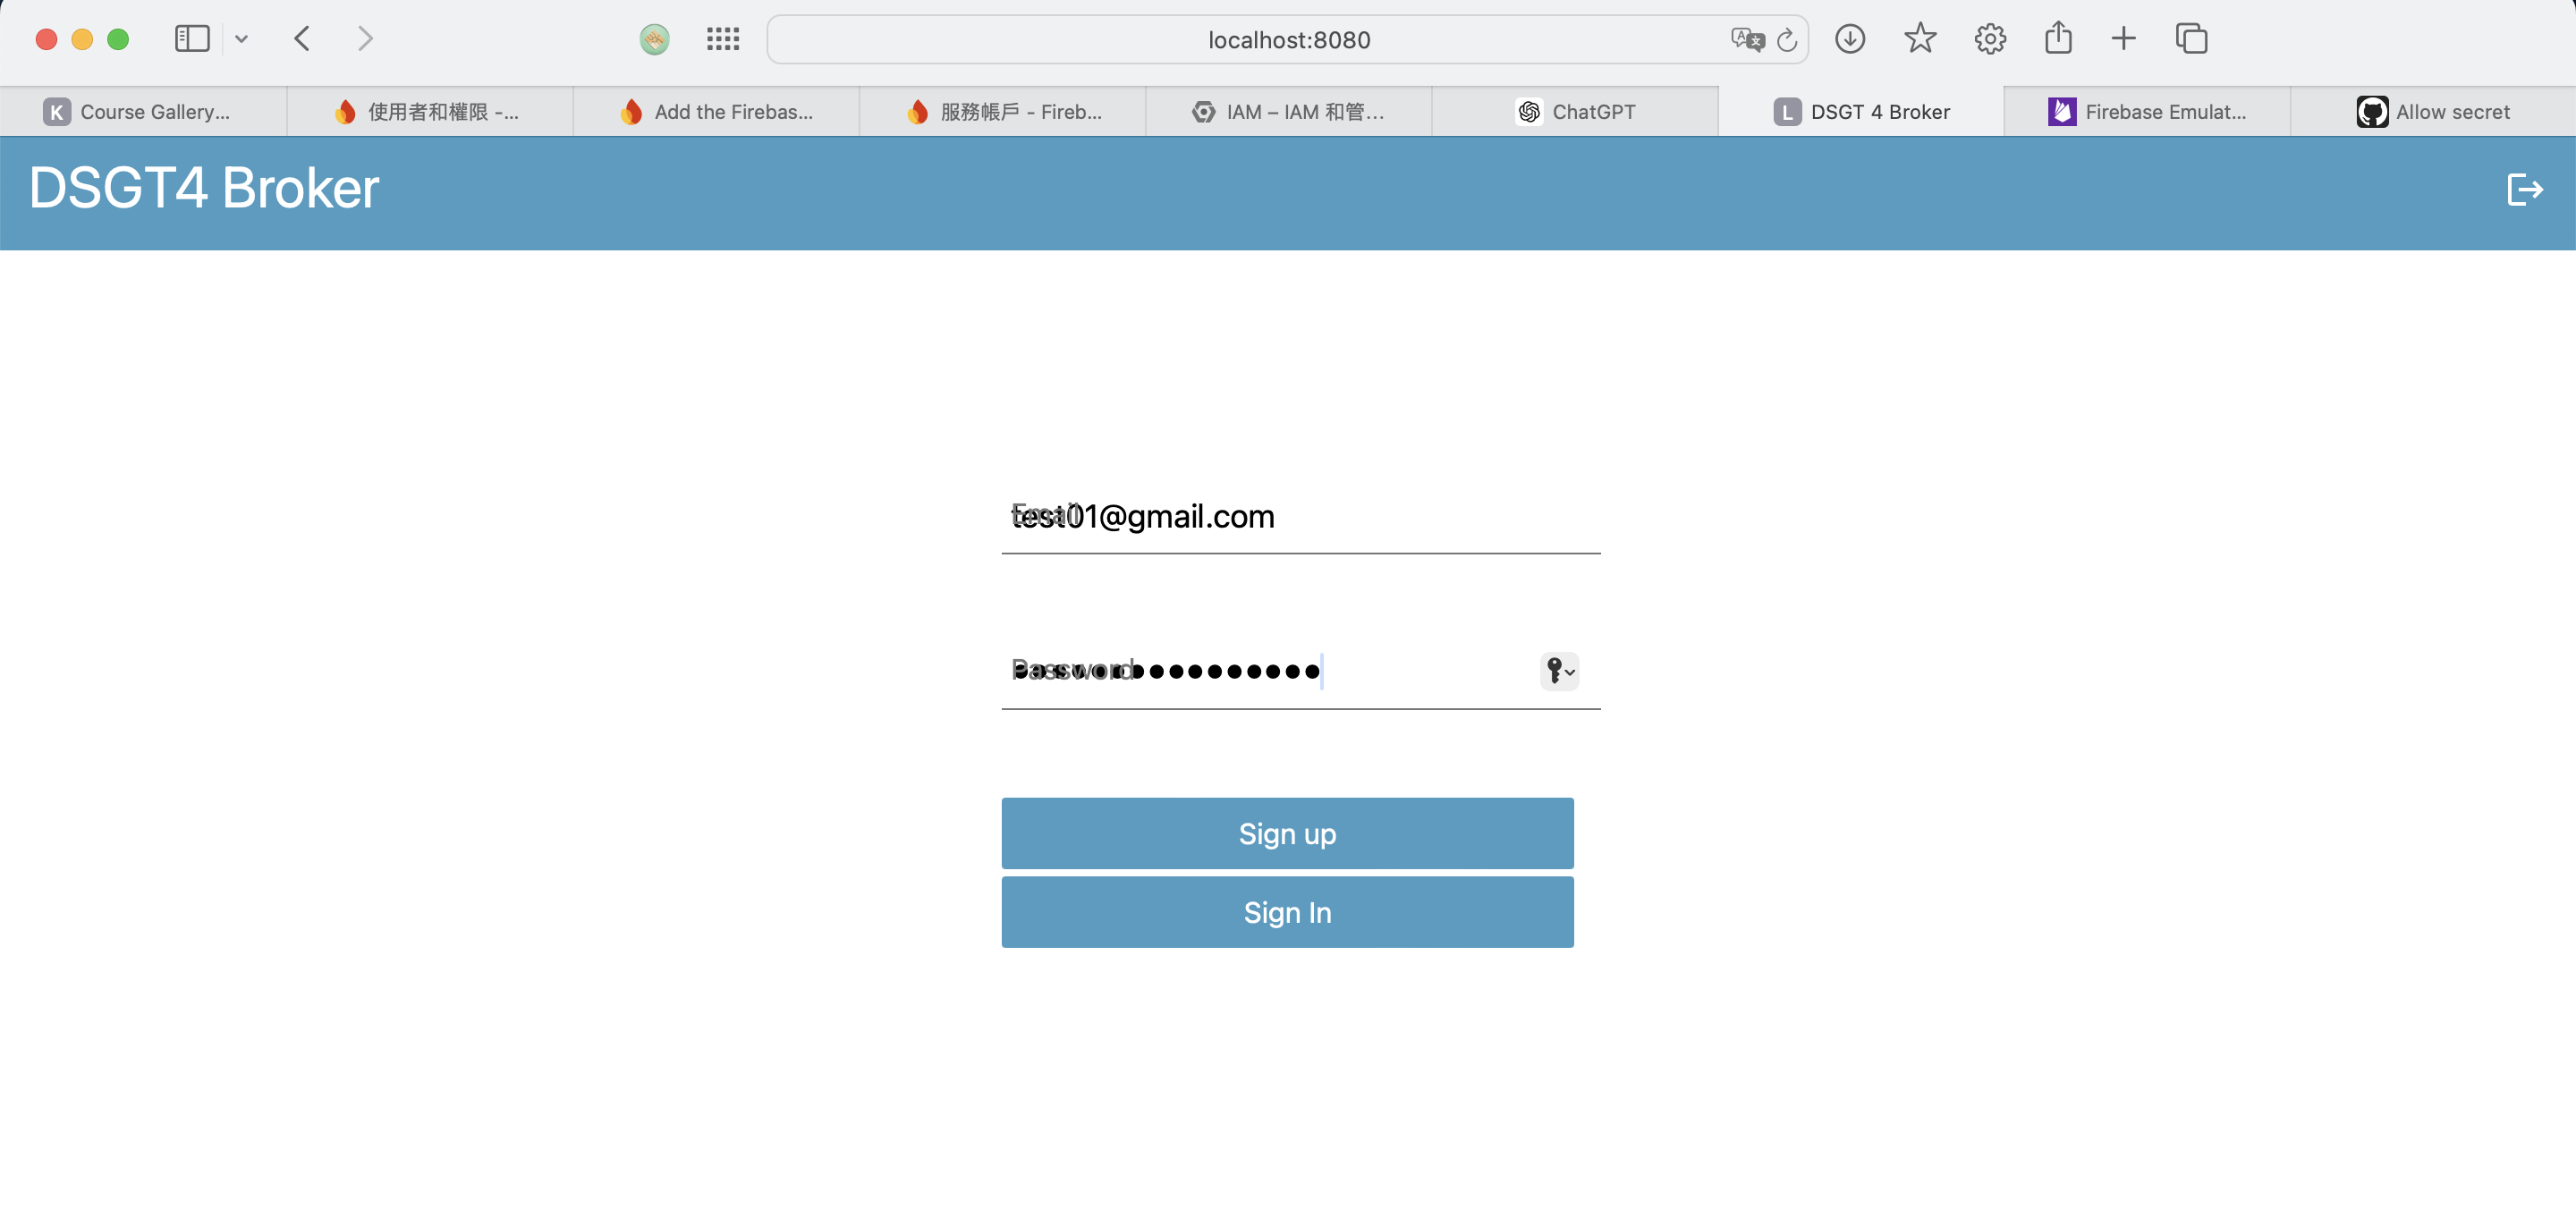 localhost:8080
K Course Gallery...
使用者和權限 -...
Add the Firebas...
服務帳戶 - Fireb...
IAM – IAM 和管...
ChatGPT
L DSGT 4 Broker
Firebase Emulat...
Allow secret
DSGT4 Broker
Email
test01@gmail.com
Password
Sign up
Sign In